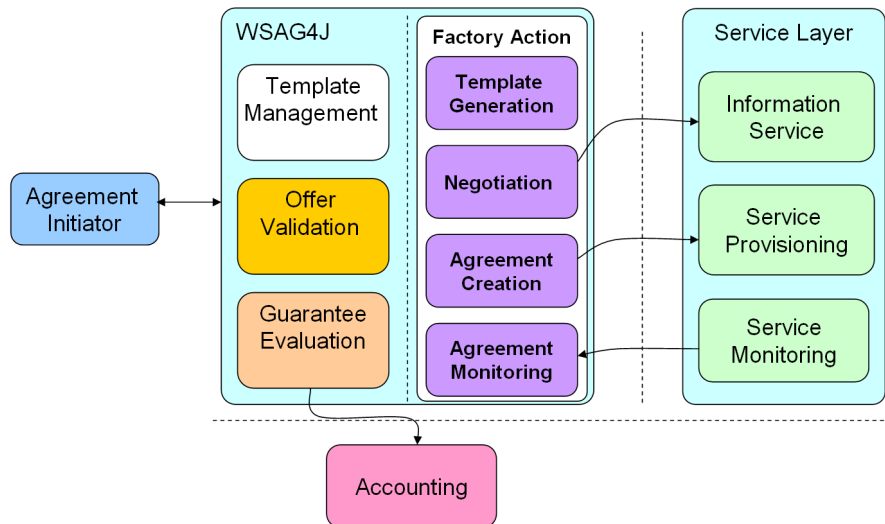 WSAG4J
Template
Management
Offer
Validation
Guarantee
Evaluation
Factory Action
Template
Generation
Negotiation
Agreement
Creation
Agreement
Monitoring
Service Layer
Information
Service
Service
Provisioning
Service
Monitoring
Agreement
Initiator
Accounting